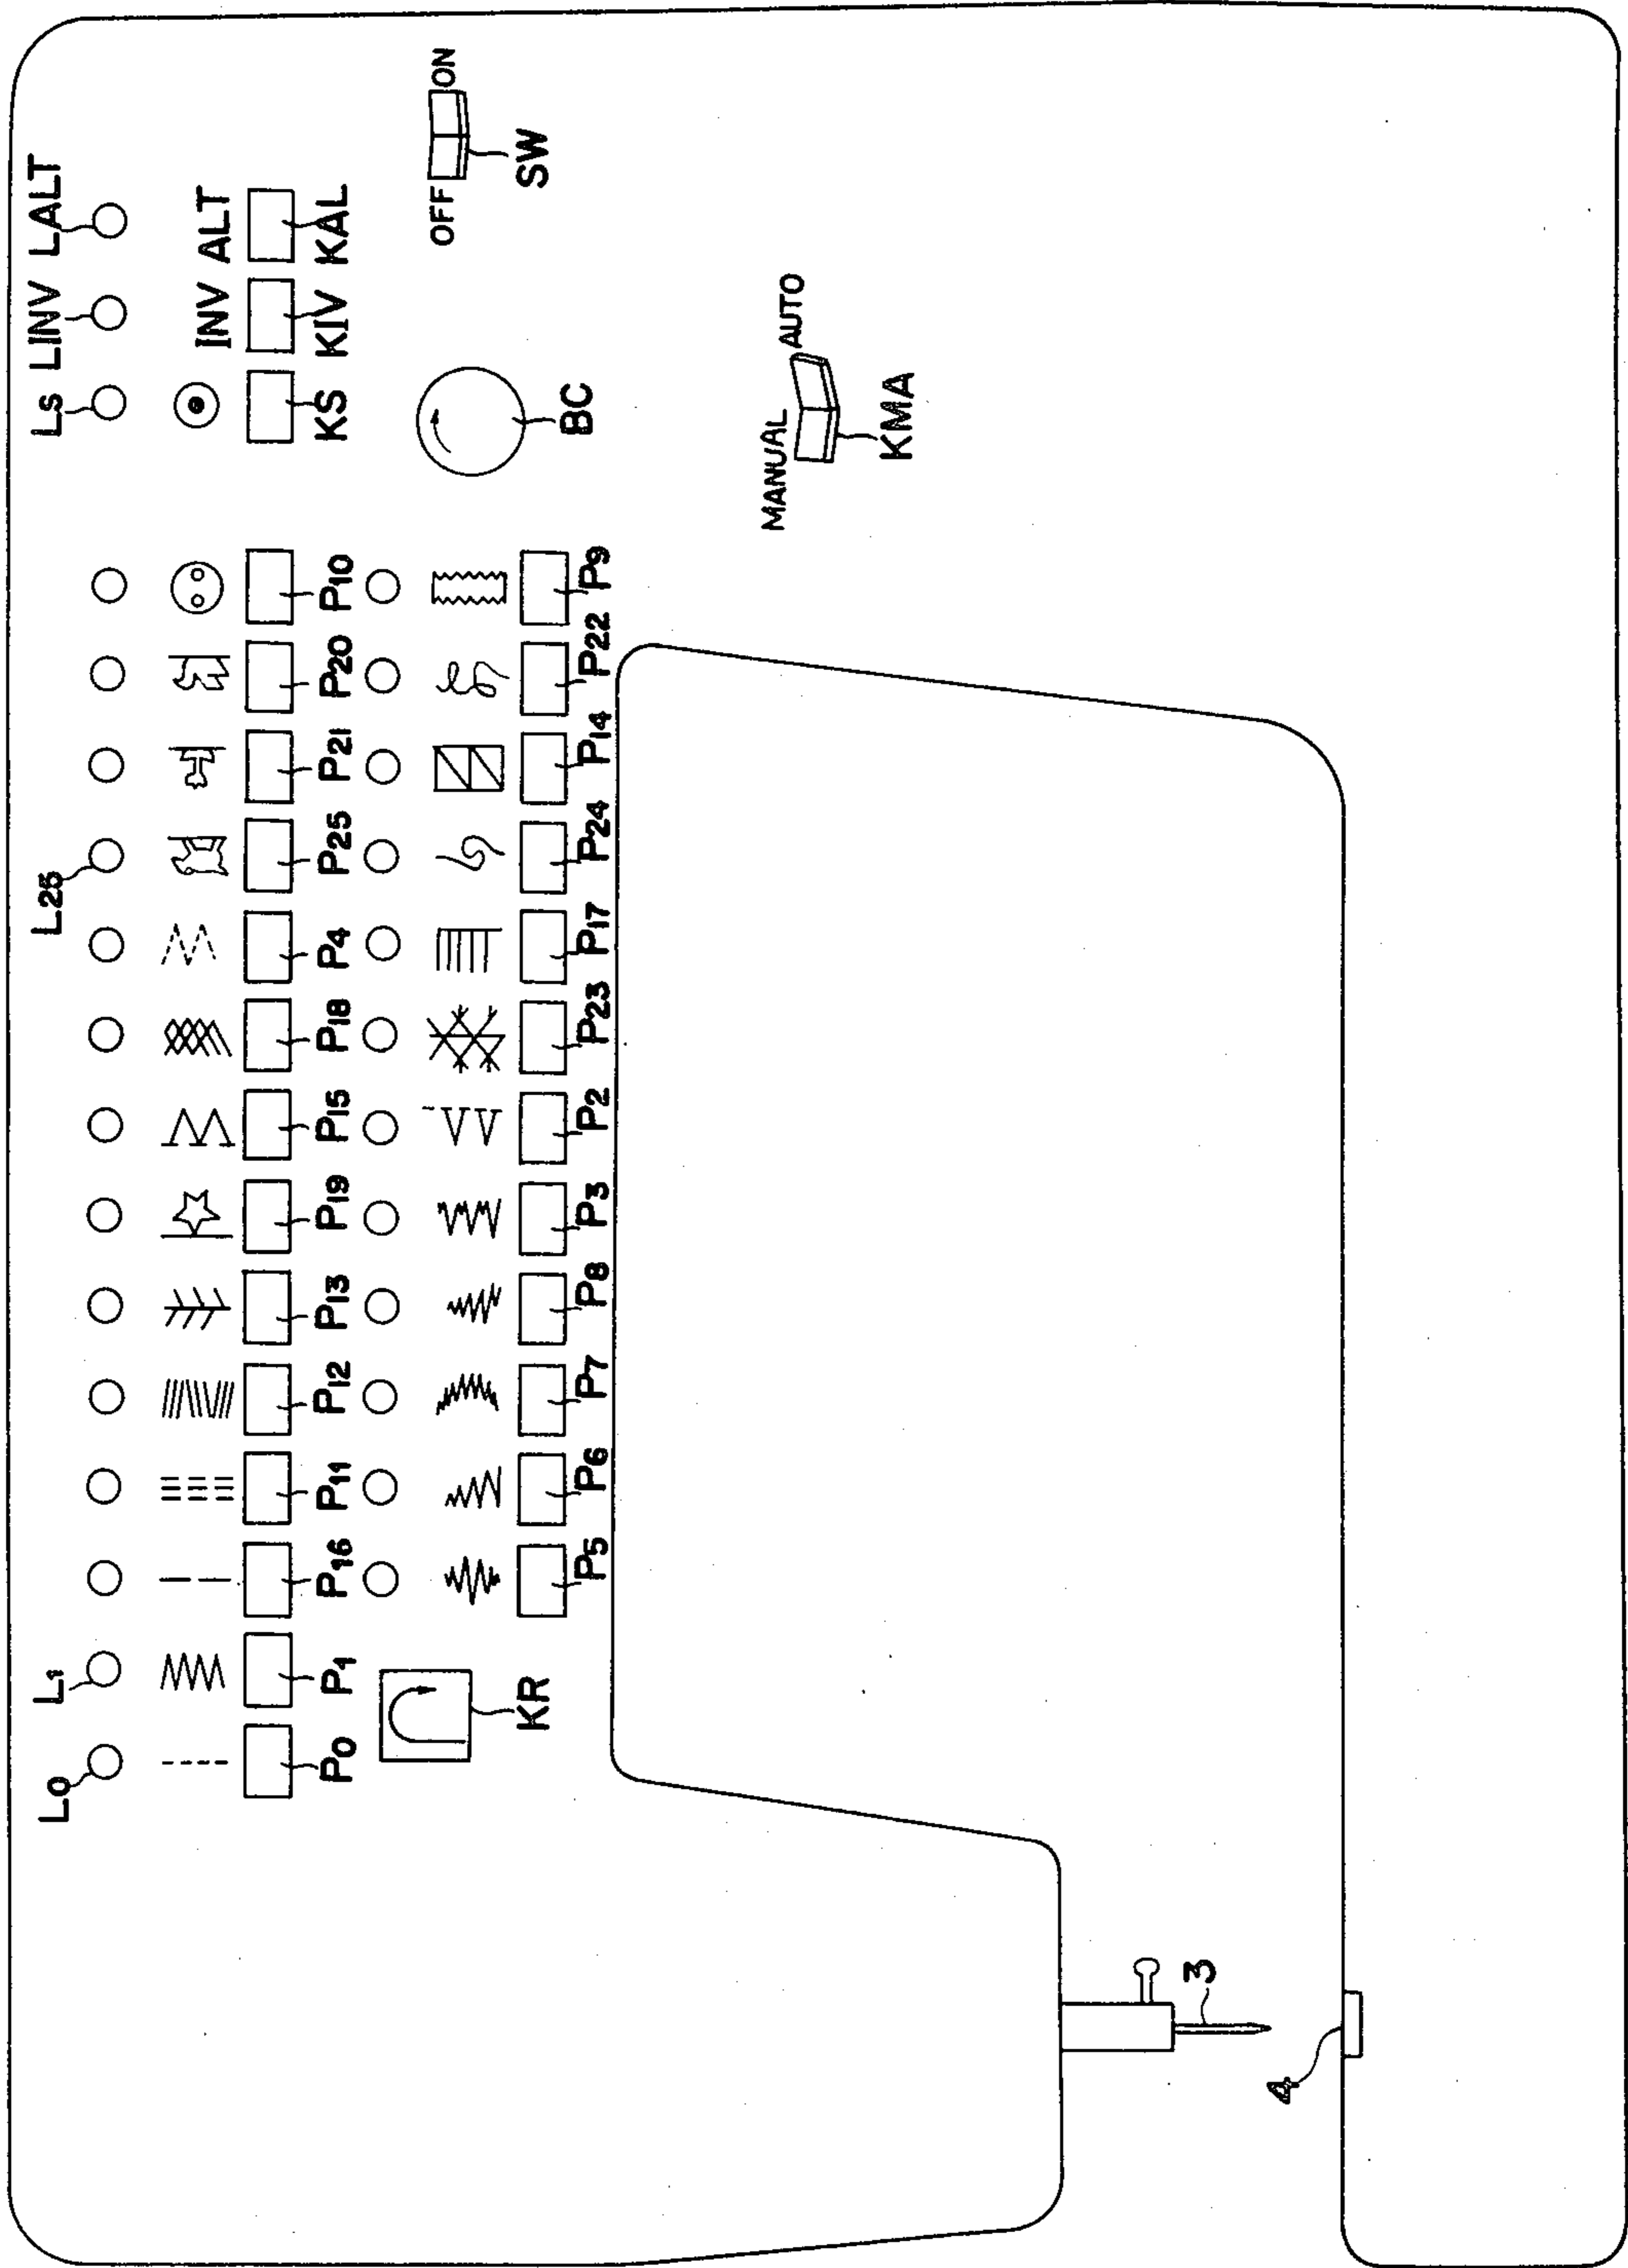 L0 L1 L25 Ls LINV LALT
INV ALT
P0 P1 P16 P11 P12 P13 P19 P15 P18 P4 P25 P21 P20 P10 KS KIV KAL
OFF ON
KR SW
BC
P5 P6 P7 P8 P3 P2 P23 P17 P24 P14 P22 P9
MANUAL AUTO
KMA
3
4